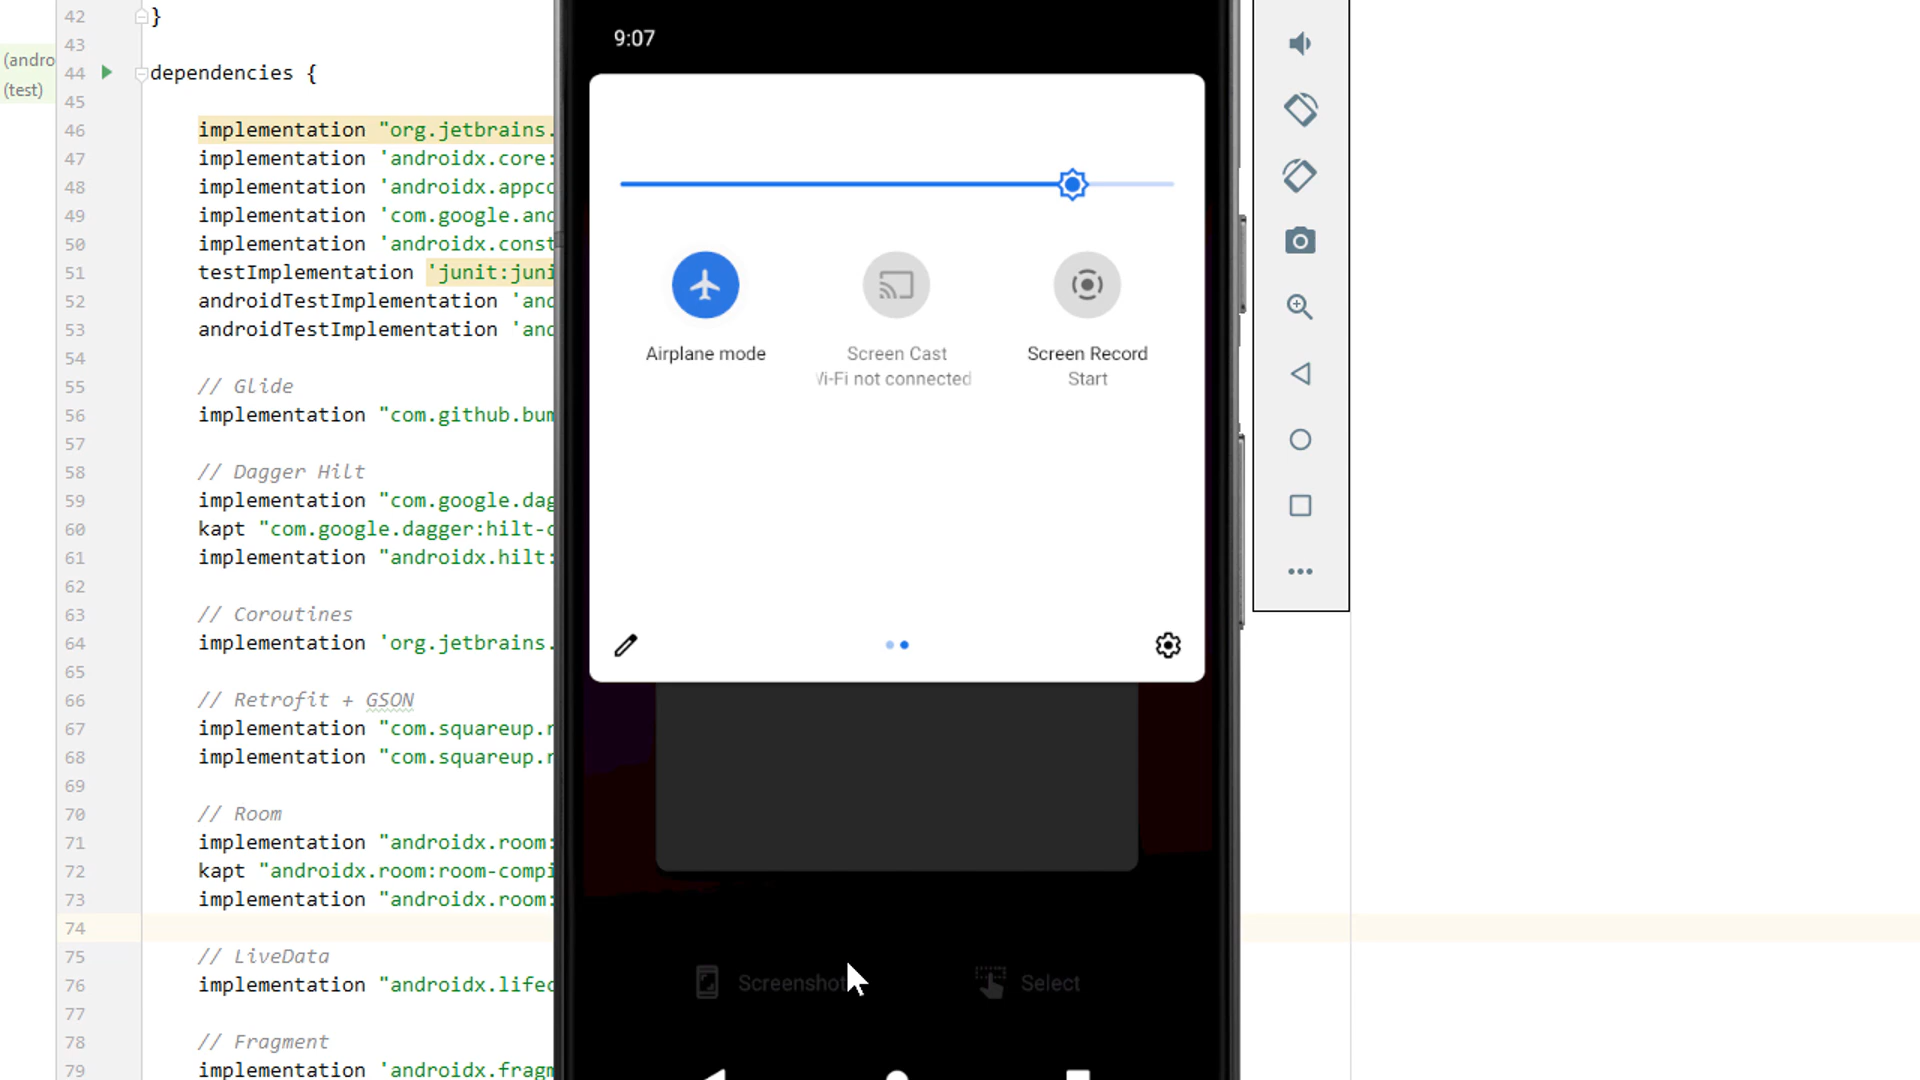 42 }
43
(andro
44 dependencies {
(test)
45
46 implementation "org.jetbrains.
47 implementation 'androidx.core:
48 implementation 'androidx.appco
49 implementation 'com.google.and
50 implementation 'androidx.const
51 testImplementation 'junit:juni
52 androidTestImplementation 'and
53 androidTestImplementation 'and
54
55 // Glide
56 implementation "com.github.bum
57
58 // Dagger Hilt
59 implementation "com.google.dag
60 kapt "com.google.dagger:hilt-c
61 implementation "androidx.hilt:
62
63 // Coroutines
64 implementation 'org.jetbrains.
65
66 // Retrofit + GSON
67 implementation "com.squareup.r
68 implementation "com.squareup.r
69
70 // Room
71 implementation "androidx.room:
72 kapt "androidx.room:room-compi
73 implementation "androidx.room:
74
75 // LiveData
76 implementation "androidx.lifec
77
78 // Fragment
79 implementation 'androidx.fragm
9:07
Airplane mode
Screen Cast
Vi-Fi not connected
Screen Record
Start
Screenshot
Select